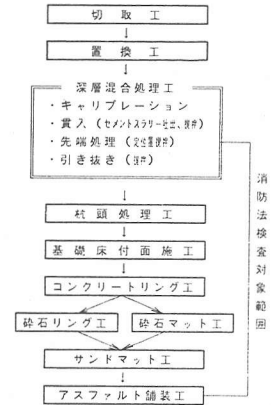 切取工
置換工
深層混合処理工
・キャリブレーション
・貫入(セメントスラリー吐出、撹拌)
・先端処理(定位置撹拌)
・引き抜き(撹拌)
杭頭処理工
基礎床付面施工
コンクリートリング工
砕石リング工
砕石マット工
サンドマット工
アスファルト舗装工
消防法検査対象範囲